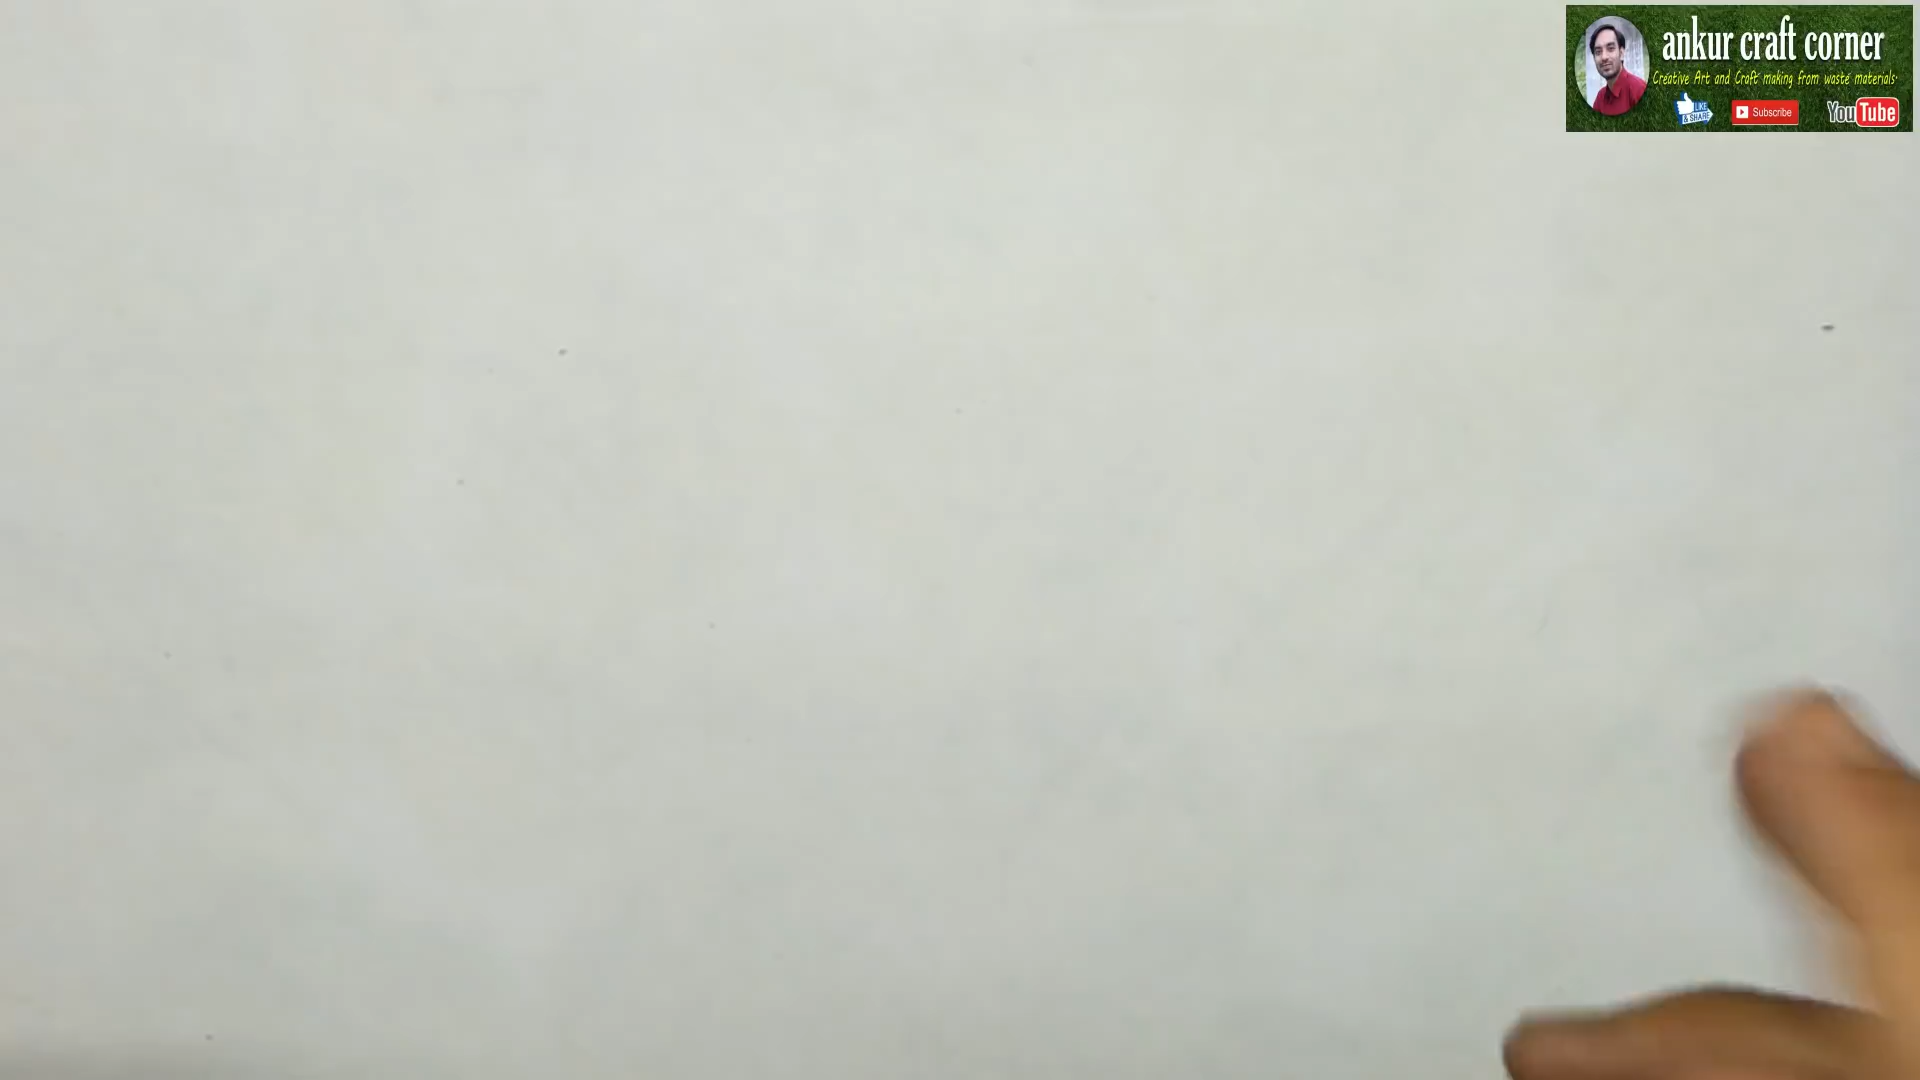 ankur craft corner
Creative Art and Craft making from waste materials
LIKE
& SHARE
Subscribe
YouTube